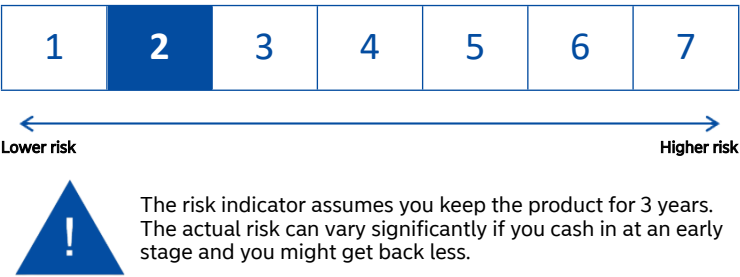 1 2 3 4 5 6 7
Lower risk Higher risk
!
The risk indicator assumes you keep the product for 3 years.
The actual risk can vary significantly if you cash in at an early
stage and you might get back less.